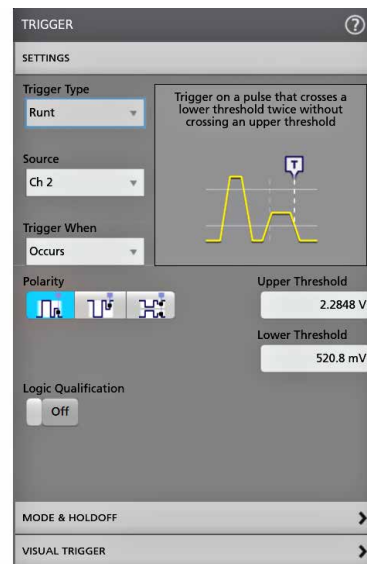 TRIGGER ?
SETTINGS
Trigger Type
Runt
Trigger on a pulse that crosses a
lower threshold twice without
crossing an upper threshold
T
Source
Ch 2
Trigger When
Occurs
Polarity
Upper Threshold
2.2848 V
Lower Threshold
520.8 mV
Logic Qualification
Off
MODE & HOLDOFF
VISUAL TRIGGER